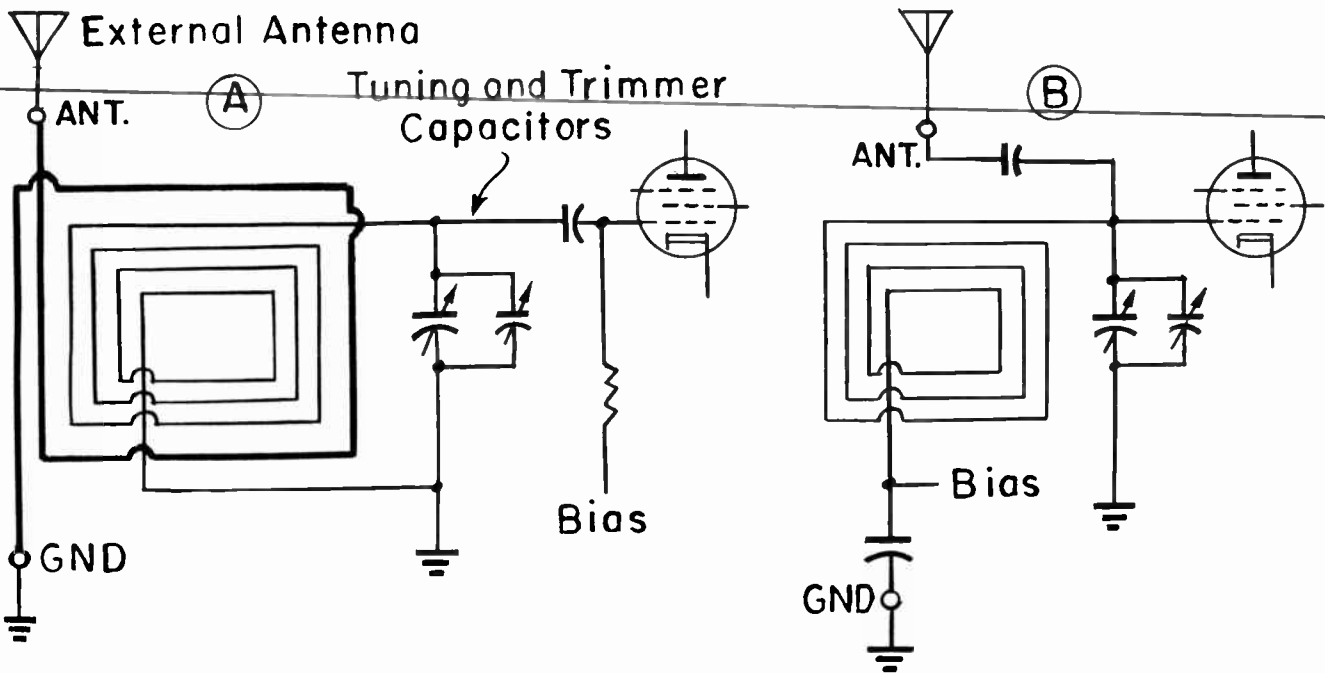 External Antenna
A
B
ANT.
Tuning and Trimmer
Capacitors
ANT.
Bias
Bias
GND
GND